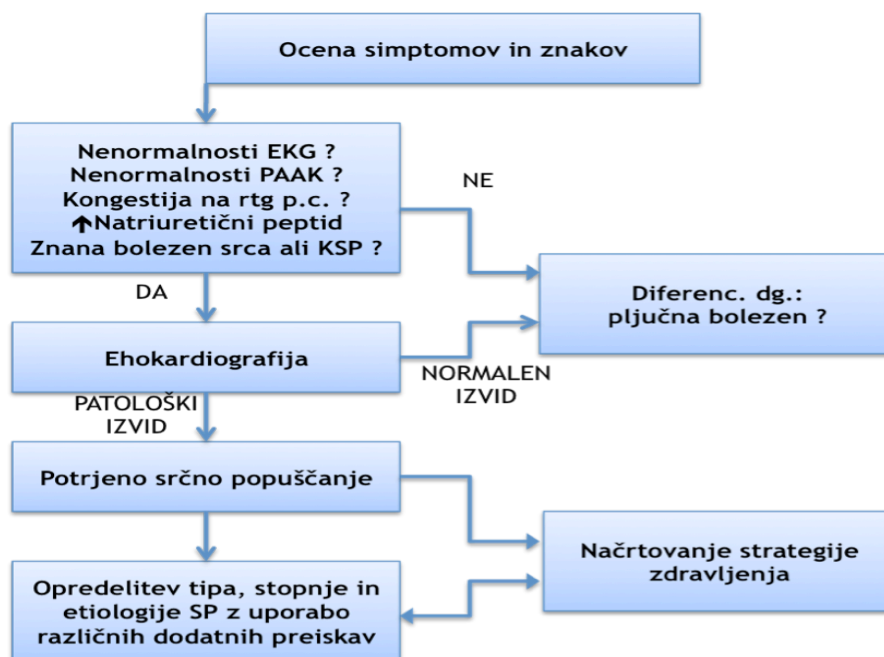 Ocena simptomov in znakov
Nenormalnosti EKG ?
Nenormalnosti PAAK ?
Kongestija na rtg p.c. ?
↑Natriuretični peptid
Znana bolezen srca ali KSP ?
NE
DA
Diferenc. dg.:
pljučna bolezen ?
Ehokardiografija
NORMALEN
IZVID
PATOLOŠKI
IZVID
Potrjeno srčno popuščanje
Načrtovanje strategije
zdravljenja
Opredelitev tipa, stopnje in
etiologije SP z uporabo
različnih dodatnih preiskav